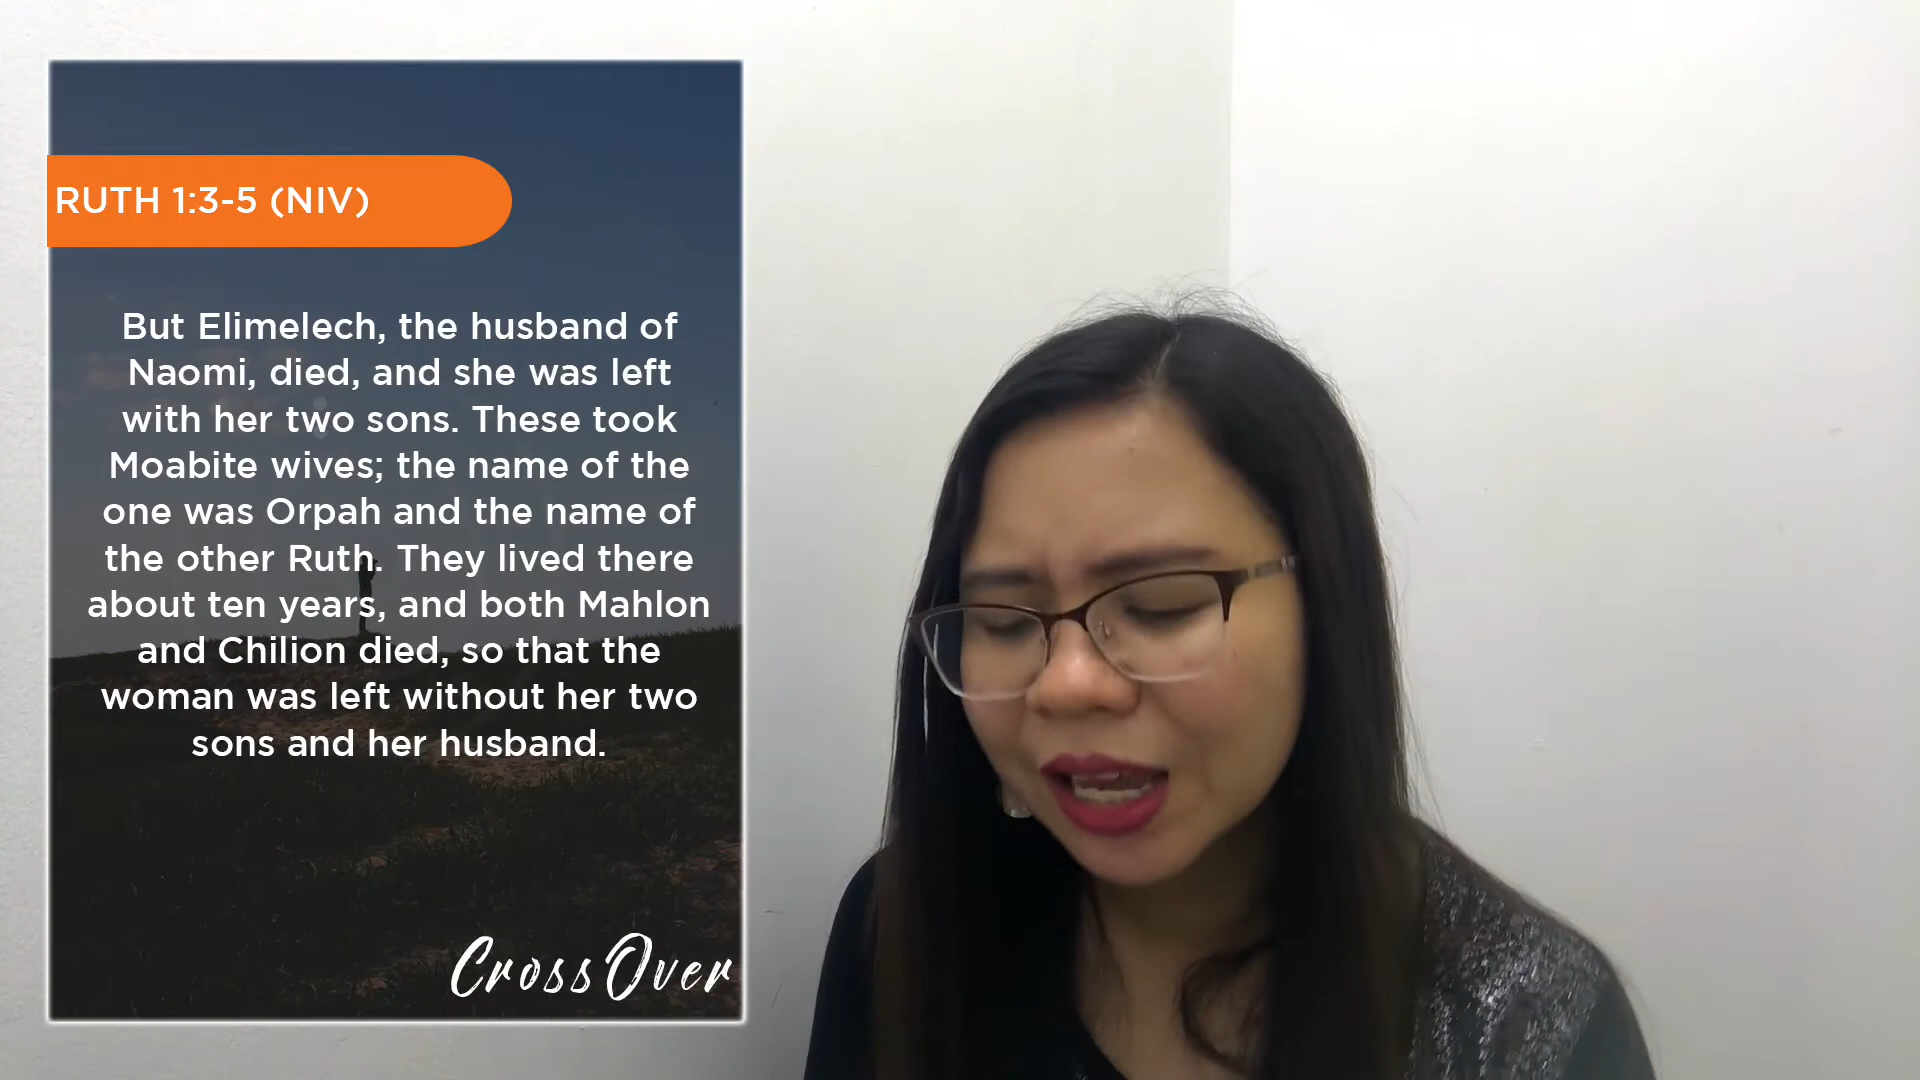 RUTH 1:3-5 (NIV)
But Elimelech, the husband of
Naomi, died, and she was left
with her two sons. These took
Moabite wives; the name of the
one was Orpah and the name of
the other Ruth. They lived there
about ten years, and both Mahlon
and Chilion died, so that the
woman was left without her two
sons and her husband.
CrossOver